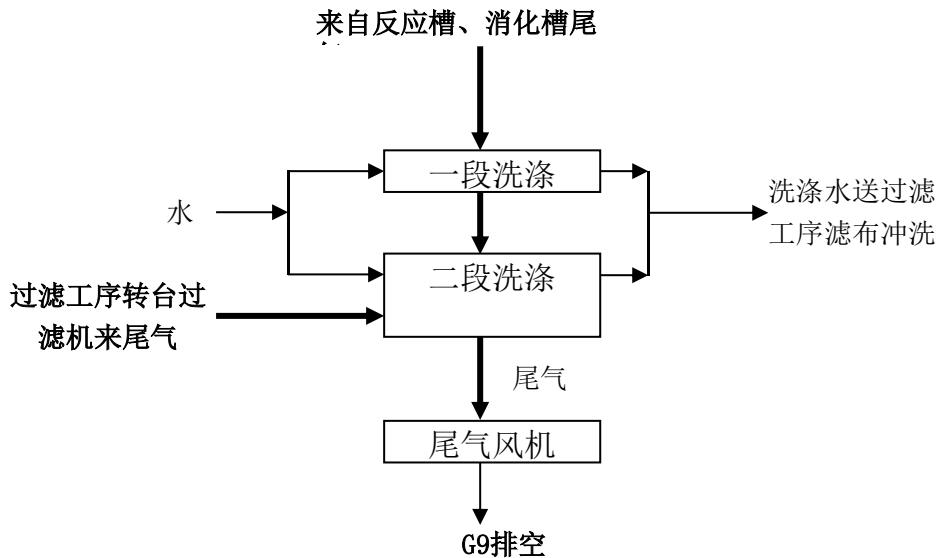 来自反应槽、消化槽尾
一段洗涤
水
洗涤水送过滤
工序滤布冲洗
二段洗涤
过滤工序转台过
滤机来尾气
尾气
尾气风机
G9排空